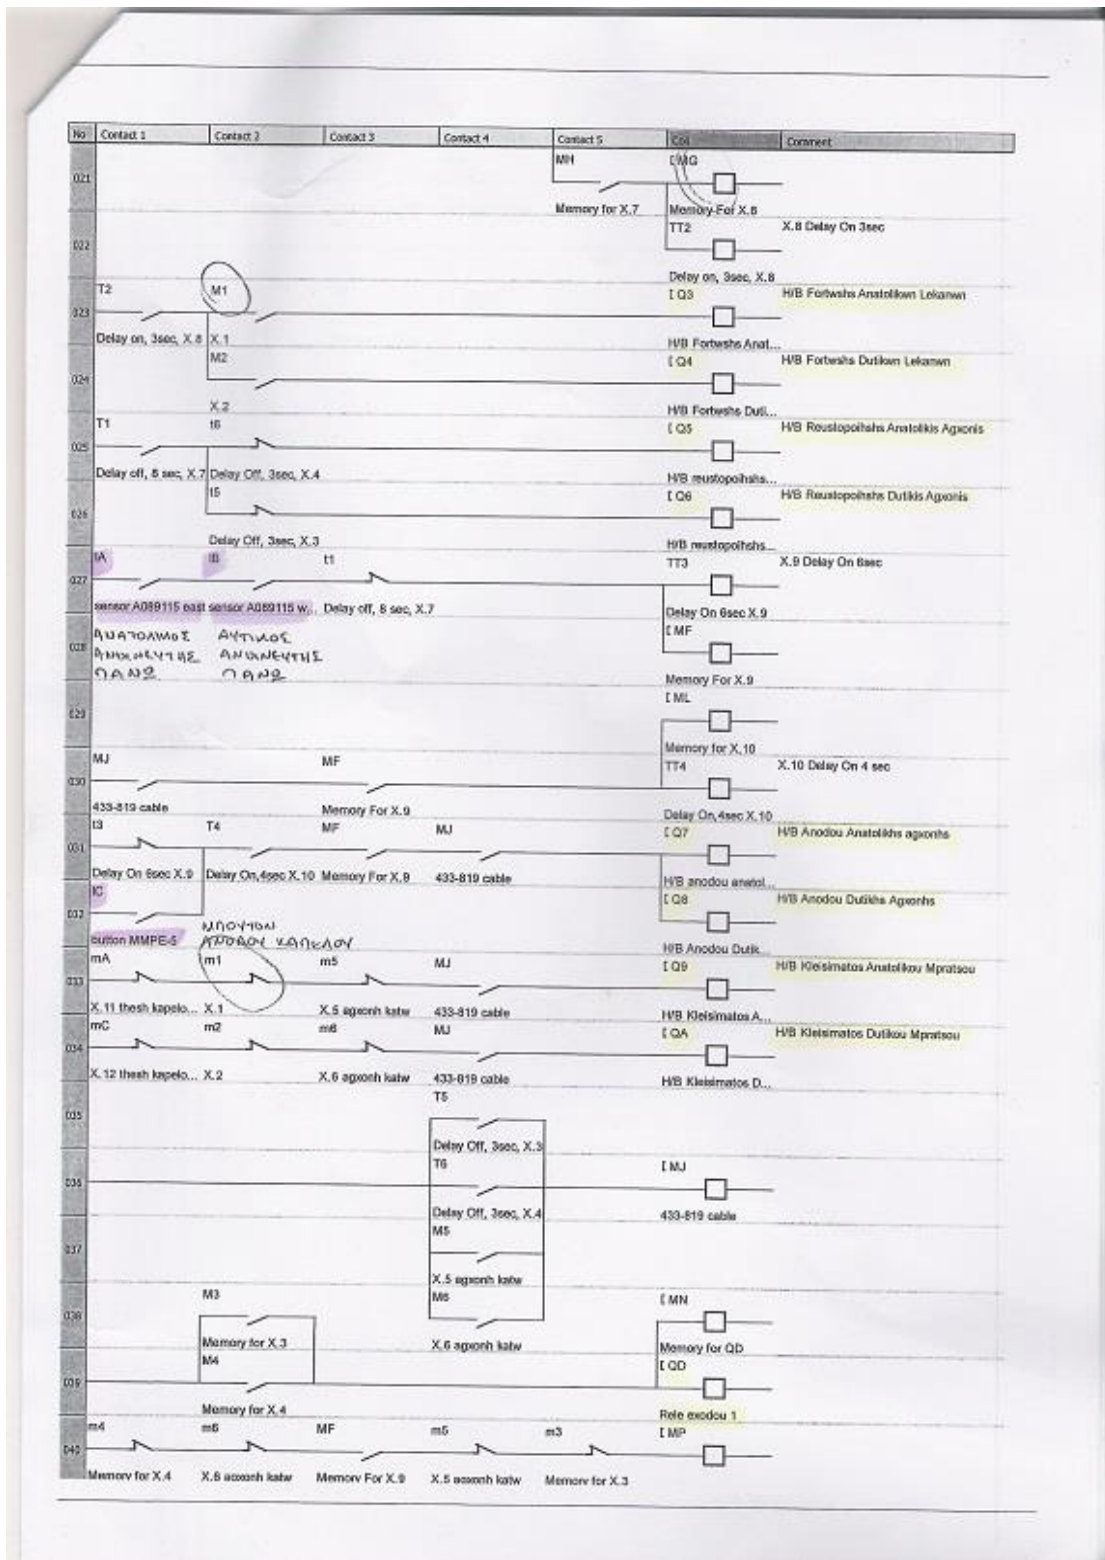 No Contact 1 Contact 2 Contact 3 Contact 4 Contact 5 Coil Comment
MH [ MG
021
Memory for X.7 Memory For X.8
TT2 X.8 Delay On 3sec
022
Delay on, 3sec, X.8
T2 M1 [ Q3 H/B Fortwshs Anatolikwn Lekanwn
023
Delay on, 3sec, X.8 X.1 H/B Fortwshs Anat...
M2 [ Q4 H/B Fortwshs Dutikwn Lekanwn
024
X.2 H/B Fortwshs Duti...
T1 t6 [ Q5 H/B Reustopoihshs Anatolikis Agxonis
025
Delay off, 8 sec, X.7 Delay Off, 3sec, X.4 H/B reustopoihshs...
t5 [ Q6 H/B Reustopoihshs Dutikis Agxonis
026
Delay Off, 3sec, X.3 H/B reustopoihshs...
IA IB t1 TT3 X.9 Delay On 6sec
027
sensor A089115 east sensor A089115 w... Delay off, 8 sec, X.7 Delay On 6sec X.9
[ MF
ΑΝΑΤΟΛΙΚΟΣ ΔΥΤΙΚΟΣ
028
ΑΝΙΧΝΕΥΤΗΣ ΑΝΙΧΝΕΥΤΗΣ
ΠΑΝΩ ΠΑΝΩ
Memory For X.9
[ ML
029
Memory for X.10
MJ MF TT4 X.10 Delay On 4 sec
030
433-819 cable Memory For X.9 Delay On,4sec X.10
t3 T4 MF MJ [ Q7 H/B Anodou Anatolikhs agxonhs
031
Delay On 6sec X.9 Delay On,4sec X.10 Memory For X.9 433-819 cable H/B anodou anatol...
IC [ Q8 H/B Anodou Dutikhs Agxonhs
032
ΜΠΟΥΤΟΝ
button MMPE-5 ΑΝΟΔΟΥ ΚΑΠΕΛΟΥ H/B Anodou Dutik...
mA m1 m5 MJ [ Q9 H/B Kleisimatos Anatolikou Mpratsou
033
X.11 thesh kapelo... X.1 X.5 agxonh katw 433-819 cable H/B Kleisimatos A...
mC m2 m6 MJ [ QA H/B Kleisimatos Dutikou Mpratsou
034
X.12 thesh kapelo... X.2 X.6 agxonh katw 433-819 cable H/B Kleisimatos D...
T5
035
Delay Off, 3sec, X.3
T6 [ MJ
036
Delay Off, 3sec, X.4 433-819 cable
M5
037
X.5 agxonh katw
M3 M6 [ MN
038
Memory for X.3 X.6 agxonh katw Memory for QD
M4 [ QD
039
Memory for X.4 Rele exodou 1
m4 m6 MF m5 m3 [ MP
040
Memory for X.4 X.6 agxonh katw Memory For X.9 X.5 agxonh katw Memory for X.3